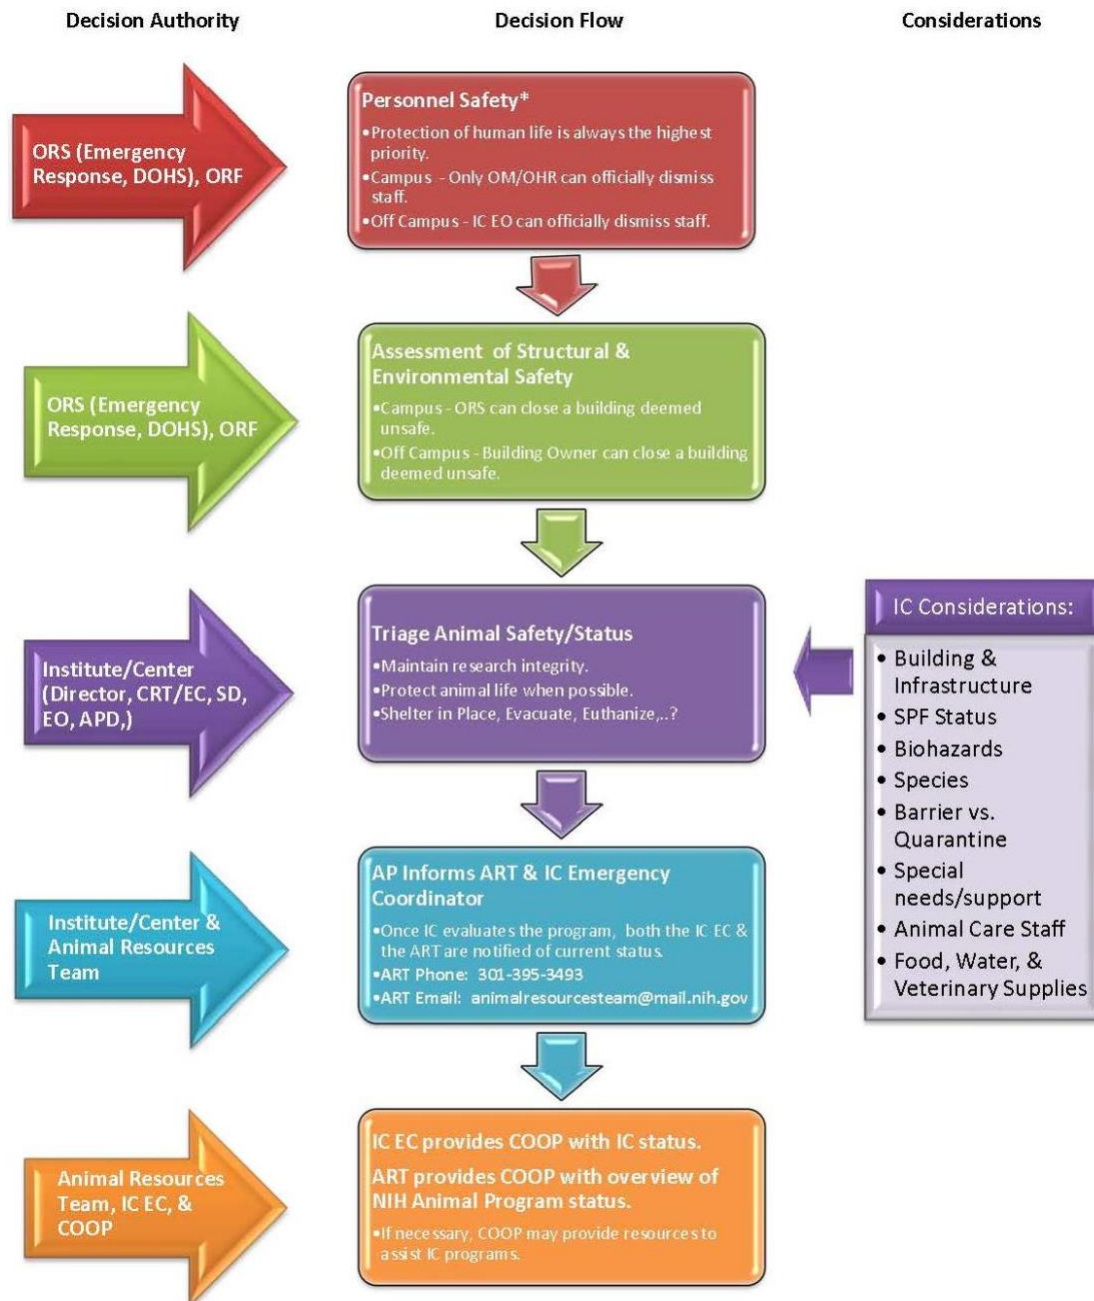 Decision Authority
Decision Flow
Considerations
ORS (Emergency
Response, DOHS), ORF
Personnel Safety*
•Protection of human life is always the highest
priority.
•Campus - Only OM/OHR can officially dismiss
staff.
•Off Campus - IC EO can officially dismiss staff.
ORS (Emergency
Response, DOHS), ORF
Assessment of Structural &
Environmental Safety
•Campus - ORS can close a building deemed
unsafe.
•Off Campus - Building Owner can close a building
deemed unsafe.
Institute/Center
(Director, CRT/EC, SD,
EO, APD,)
Triage Animal Safety/Status
•Maintain research integrity.
•Protect animal life when possible.
•Shelter in Place, Evacuate, Euthanize,..?
IC Considerations:
• Building &
Infrastructure
• SPF Status
• Biohazards
• Species
• Barrier vs.
Quarantine
• Special
needs/support
• Animal Care Staff
• Food, Water, &
Veterinary Supplies
Institute/Center &
Animal Resources
Team
AP Informs ART & IC Emergency
Coordinator
•Once IC evaluates the program, both the IC EC &
the ART are notified of current status.
•ART Phone: 301-395-3493
•ART Email: animalresourcesteam@mail.nih.gov
Animal Resources
Team, IC EC, &
COOP
IC EC provides COOP with IC status.
ART provides COOP with overview of
NIH Animal Program status.
•If necessary, COOP may provide resources to
assist IC programs.